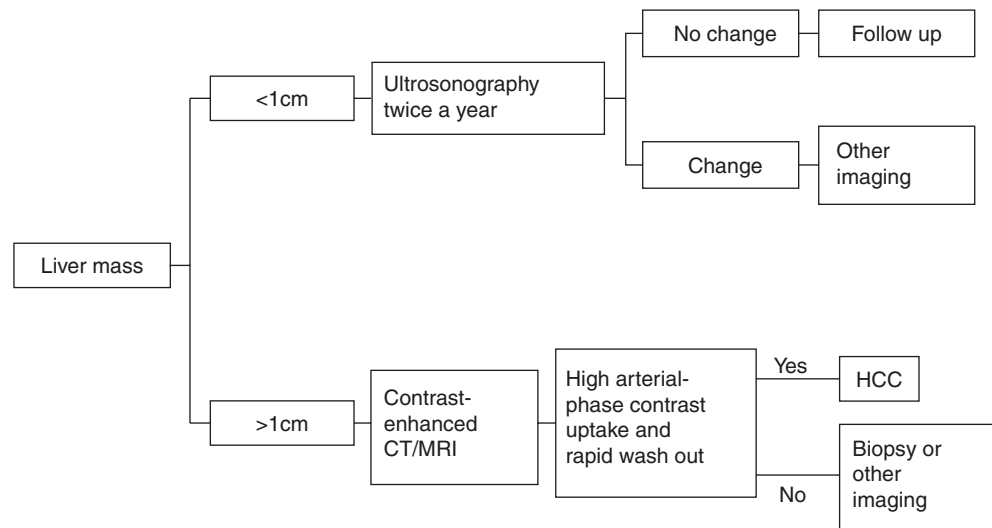 No change
Follow up
<1cm
Ultrosonography
twice a year
Change
Other
imaging
Liver mass
>1cm
Contrast-
enhanced
CT/MRI
High arterial-
phase contrast
uptake and
rapid wash out
Yes
HCC
No
Biopsy or
other
imaging